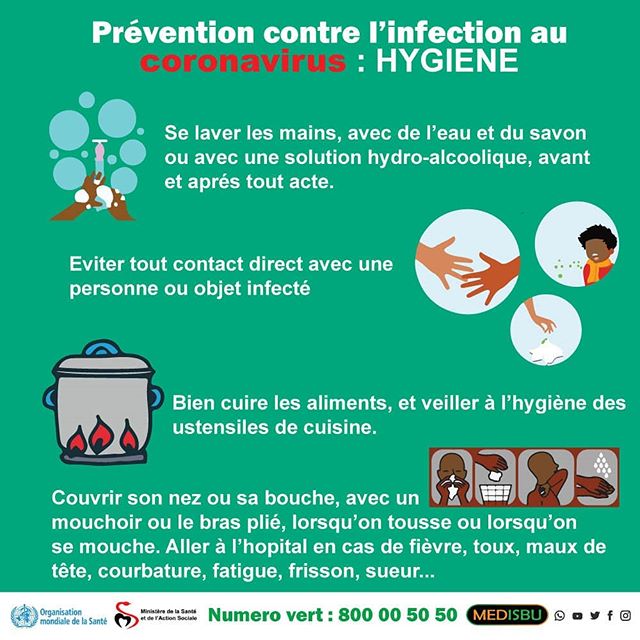 Prévention contre l'infection au
coronavirus : HYGIENE
Se laver les mains, avec de l'eau et du savon
ou avec une solution hydro-alcoolique, avant
et aprés tout acte.
Eviter tout contact direct avec une
personne ou objet infecté
Bien cuire les aliments, et veiller à l'hygiène des
ustensiles de cuisine.
Couvrir son nez ou sa bouche, avec un
mouchoir ou le bras plié, lorsqu'on tousse ou lorsqu'on
se mouche. Aller à l'hopital en cas de fièvre, toux, maux de
tête, courbature, fatigue, frisson, sueur...
Organisation
mondiale de la Santé
Ministère de la Santé
et de l'Action Sociale
Numero vert : 800 00 50 50
MEDISBU